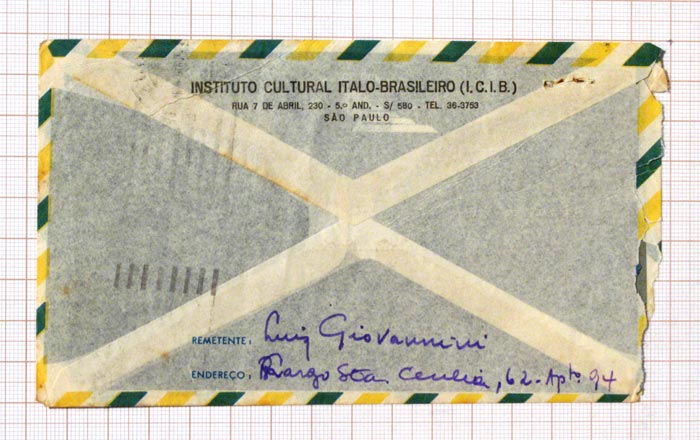 INSTITUTO CULTURAL ITALO-BRASILEIRO (I.C.I.B.)
RUA 7 DE ABRIL, 230 - 5.º AND. - S/ 580 - TEL. 36-3753
SÃO PAULO
REMETENTE: Luiz Giovannini
ENDEREÇO: Largo Sta Cecilia, 62 - Apto. 94